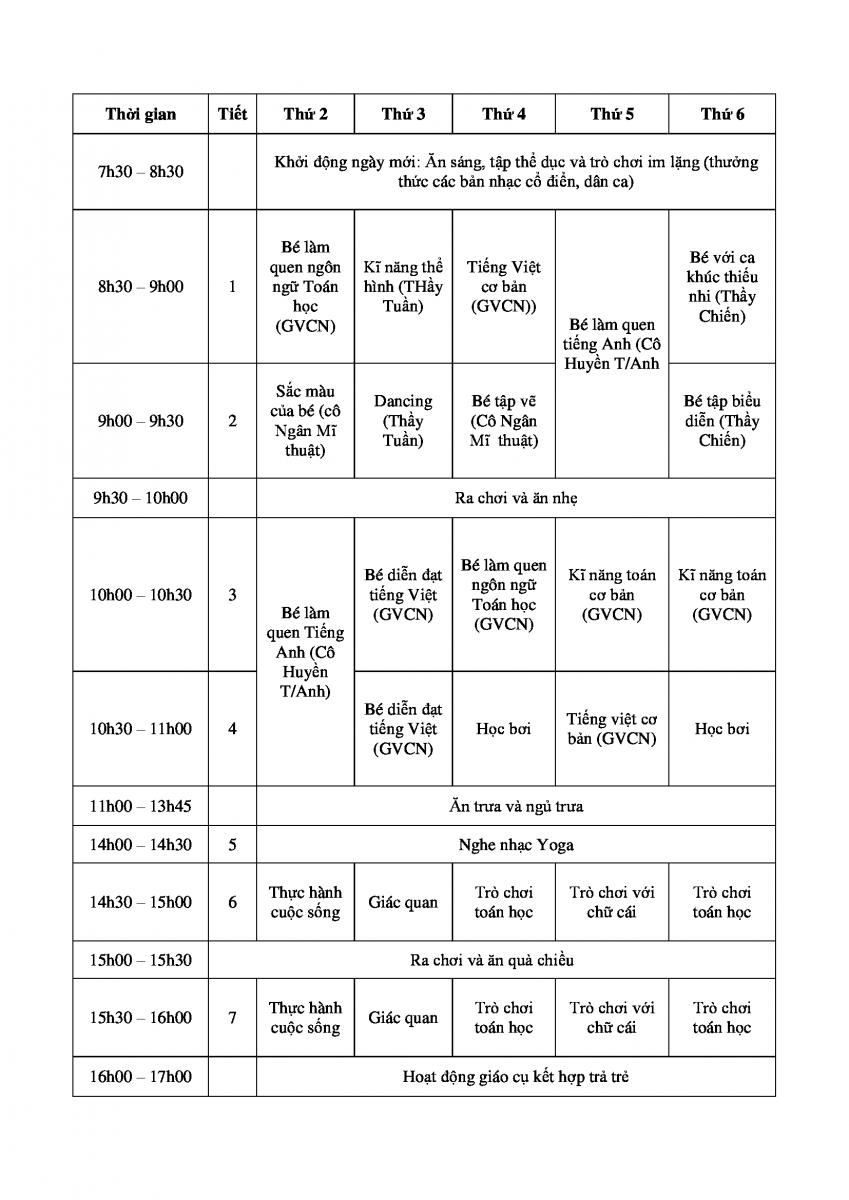 Thời gian Tiết Thứ 2 Thứ 3 Thứ 4 Thứ 5 Thứ 6
7h30 – 8h30
Khởi động ngày mới: Ăn sáng, tập thể dục và trò chơi im lặng (thưởng
thức các bản nhạc cổ điển, dân ca)
8h30 – 9h00
1
Bé làm
quen ngôn
ngữ Toán
học
(GVCN)
Kĩ năng thể
hình (THầy
Tuần)
Tiếng Việt
cơ bản
(GVCN))
Bé làm quen
tiếng Anh (Cô
Huyền T/Anh
Bé với ca
khúc thiếu
nhi (Thầy
Chiến)
9h00 – 9h30
2
Sắc màu
của bé (cô
Ngân Mĩ
thuật)
Dancing
(Thầy
Tuần)
Bé tập vẽ
(Cô Ngân
Mĩ thuật)
Bé tập biểu
diễn (Thầy
Chiến)
9h30 – 10h00
Ra chơi và ăn nhẹ
10h00 – 10h30
3
Bé làm
quen Tiếng
Anh (Cô
Huyền
T/Anh)
Bé diễn đạt
tiếng Việt
(GVCN)
Bé làm quen
ngôn ngữ
Toán học
(GVCN)
Kĩ năng toán
cơ bản
(GVCN)
Kĩ năng toán
cơ bản
(GVCN)
10h30 – 11h00
4
Bé diễn đạt
tiếng Việt
(GVCN)
Học bơi
Tiếng việt cơ
bản (GVCN)
Học bơi
11h00 – 13h45
Ăn trưa và ngủ trưa
14h00 – 14h30
5
Nghe nhạc Yoga
14h30 – 15h00
6
Thực hành
cuộc sống
Giác quan
Trò chơi
toán học
Trò chơi với
chữ cái
Trò chơi
toán học
15h00 – 15h30
Ra chơi và ăn quà chiều
15h30 – 16h00
7
Thực hành
cuộc sống
Giác quan
Trò chơi
toán học
Trò chơi với
chữ cái
Trò chơi
toán học
16h00 – 17h00
Hoạt động giáo cụ kết hợp trả trẻ